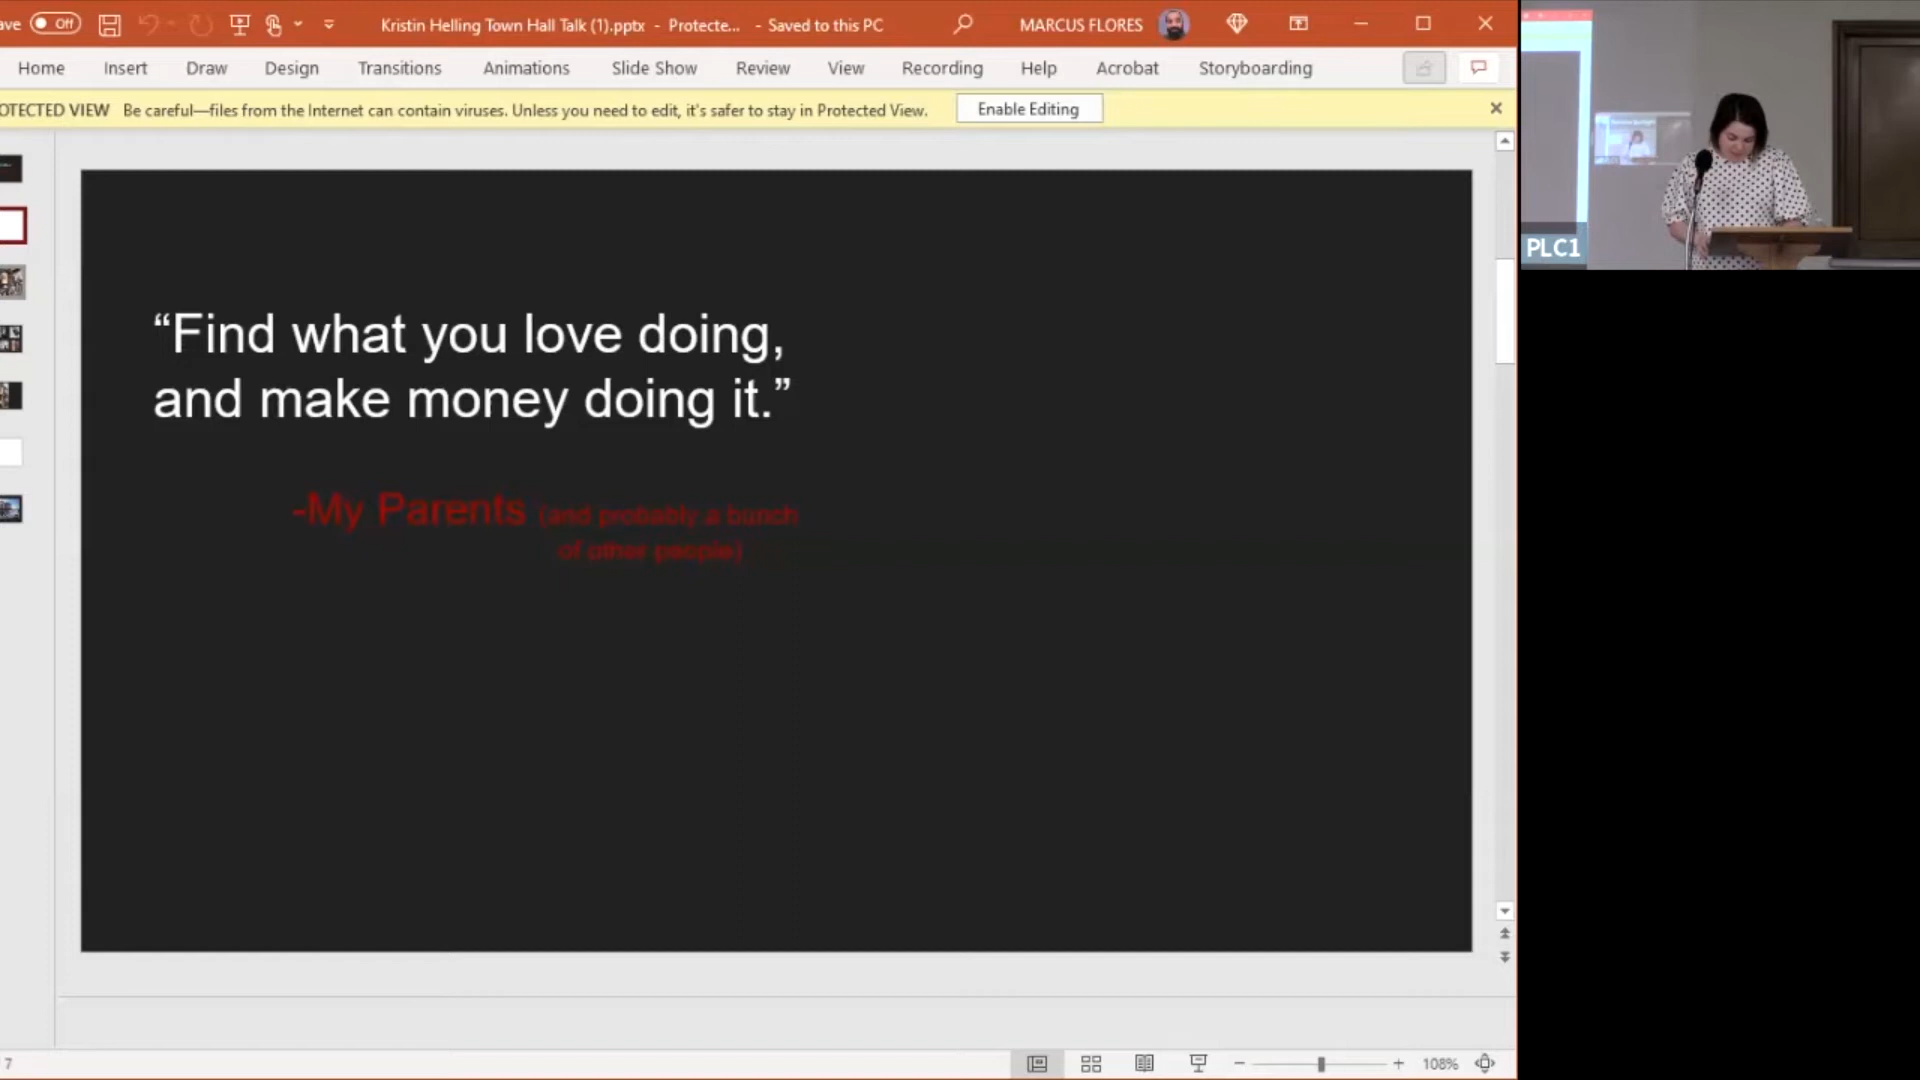 ave Off Kristin Helling Town Hall Talk (1).pptx - Protecte... - Saved to this PC MARCUS FLORES
Home Insert Draw Design Transitions Animations Slide Show Review View Recording Help Acrobat Storyboarding
OTECTED VIEW Be careful—files from the Internet can contain viruses. Unless you need to edit, it's safer to stay in Protected View. Enable Editing
PLC1
“Find what you love doing,
and make money doing it.”
-My Parents (and probably a bunch
of other people)
7 108%